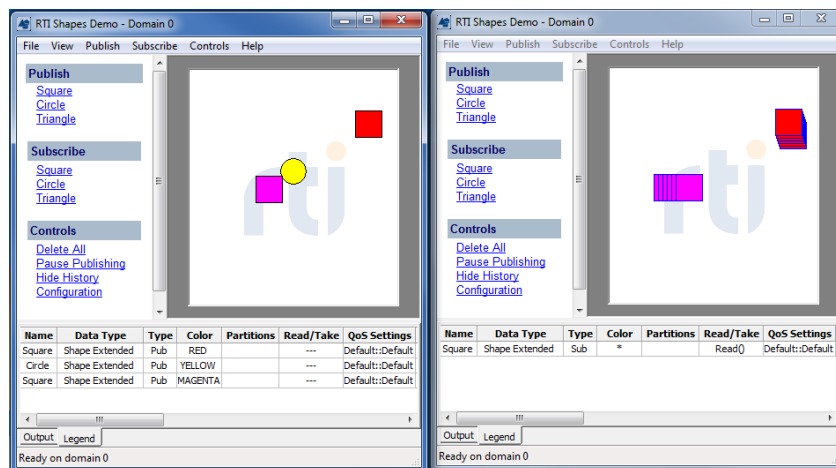 RTI Shapes Demo - Domain 0
File View Publish Subscribe Controls Help
Publish
Square
Circle
Triangle
Subscribe
Square
Circle
Triangle
Controls
Delete All
Pause Publishing
Hide History
Configuration
rti
Name Data Type Type Color Partitions Read/Take QoS Settings
Square Shape Extended Pub RED --- Default::Default
Circle Shape Extended Pub YELLOW --- Default::Default
Square Shape Extended Pub MAGENTA --- Default::Default
Output Legend
Ready on domain 0
RTI Shapes Demo - Domain 0
File View Publish Subscribe Controls Help
Publish
Square
Circle
Triangle
Subscribe
Square
Circle
Triangle
Controls
Delete All
Pause Publishing
Hide History
Configuration
rti
Name Data Type Type Color Partitions Read/Take QoS Settings
Square Shape Extended Sub * Read() Default::Default
Output Legend
Ready on domain 0